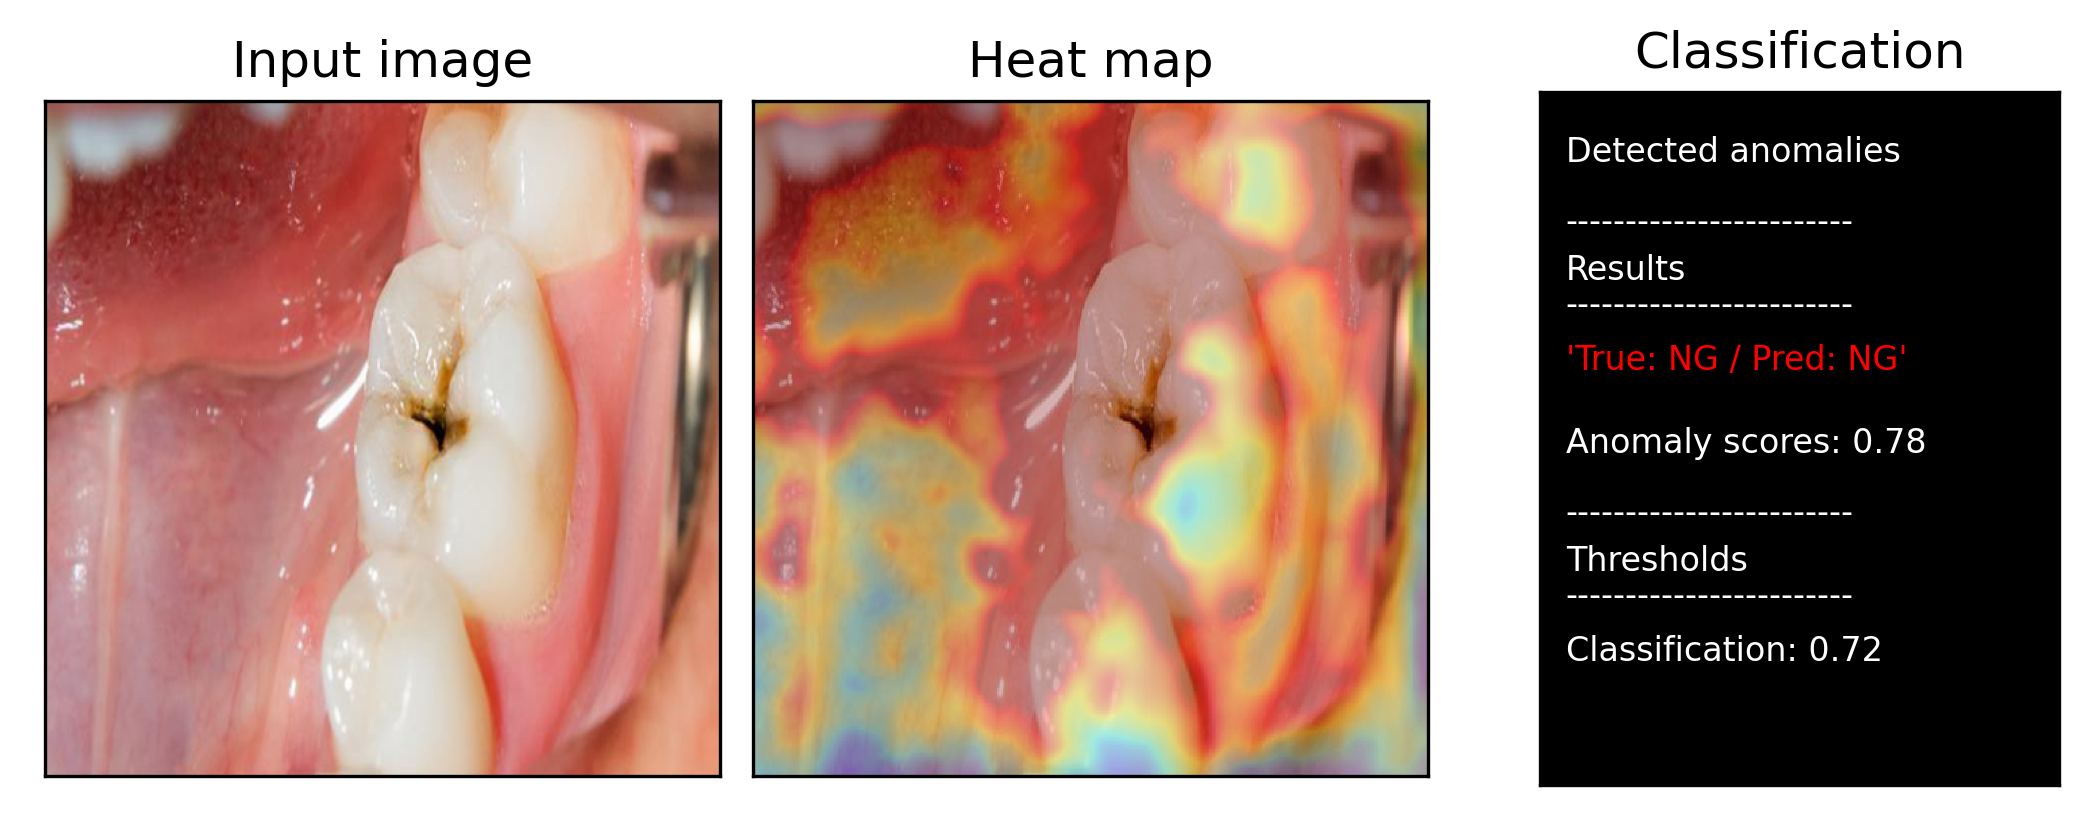 Input image
Heat map
Classification
Detected anomalies
------------------------
Results
------------------------
'True: NG / Pred: NG'
Anomaly scores: 0.78
------------------------
Thresholds
------------------------
Classification: 0.72